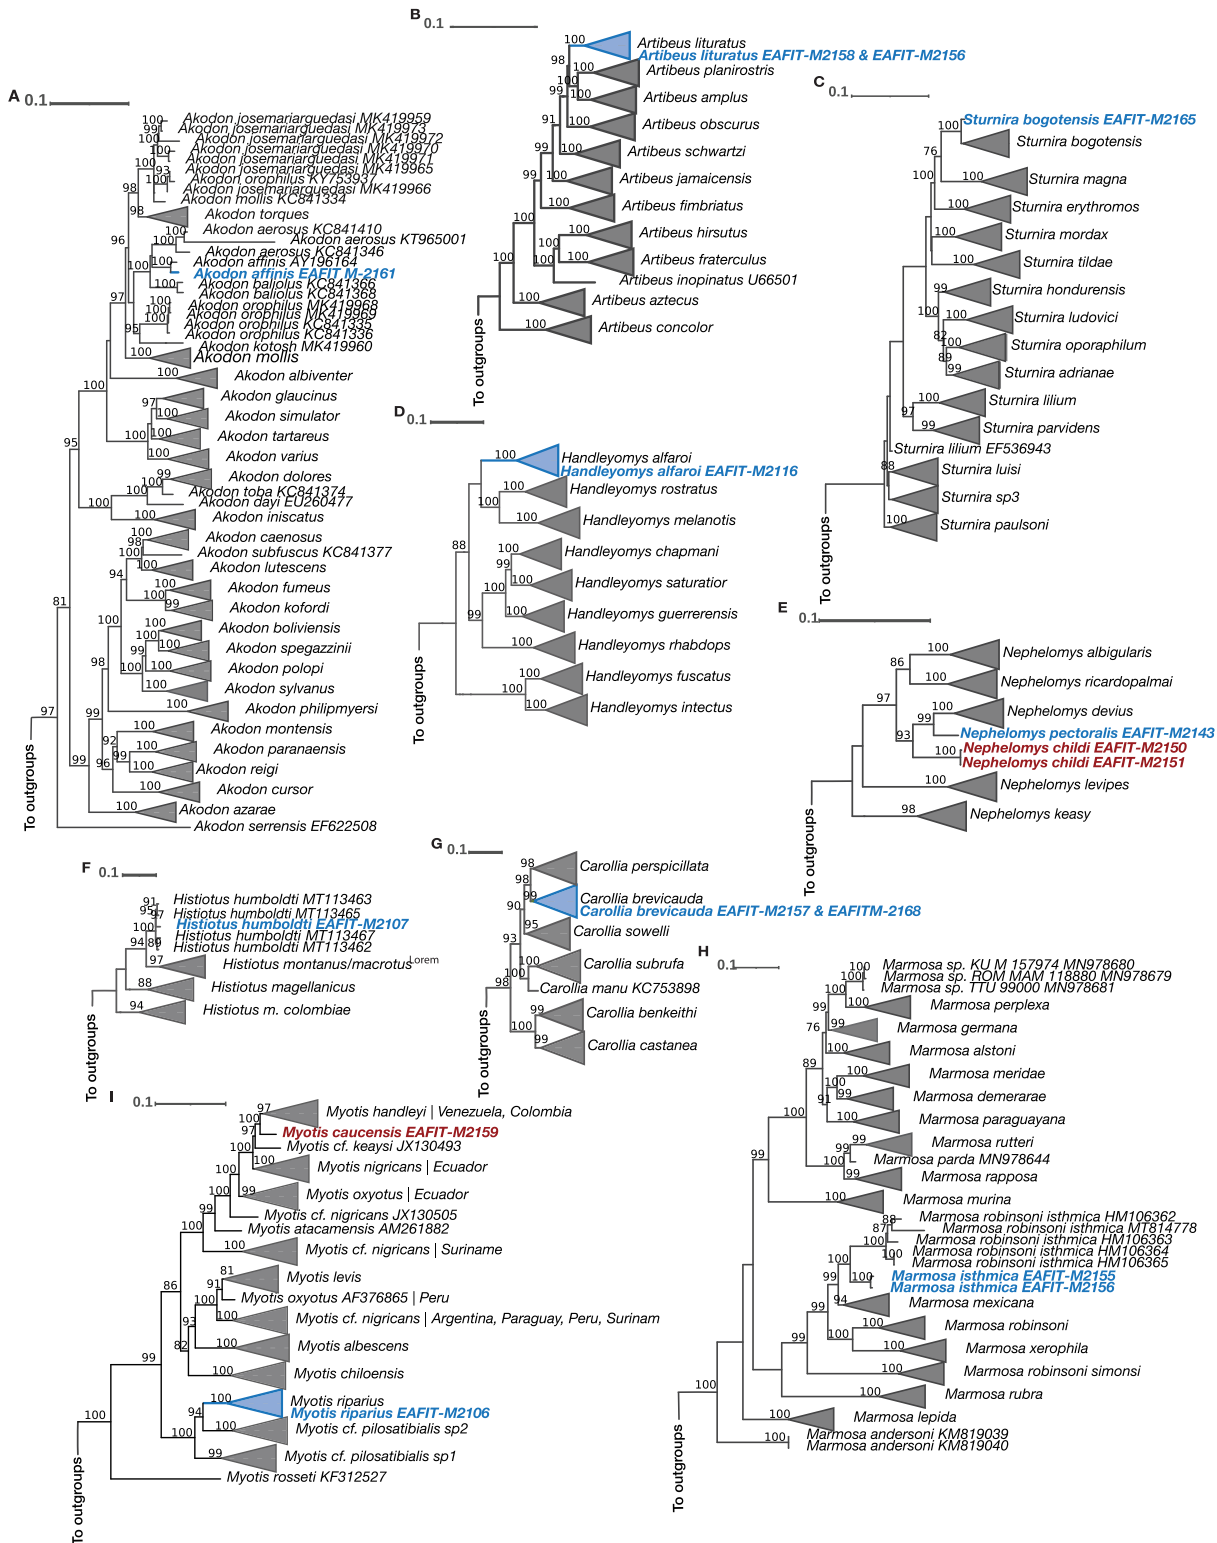 A
0.1
Akodon josemariarguedasi MK419959
Akodon josemariarguedasi MK419973
Akodon josemariarguedasi MK419972
Akodon josemariarguedasi MK419970
Akodon josemariarguedasi MK419971
Akodon josemariarguedasi MK419965
Akodon orophilus KY753937
Akodon josemariarguedasi MK419966
Akodon mollis KC841334
Akodon torques
Akodon aerosus KC841410
Akodon aerosus KT965001
Akodon aerosus KC841346
Akodon affinis AY196164
Akodon affinis EAFIT M-2161
Akodon baliolus KC841366
Akodon baliolus KC841368
Akodon orophilus MK419968
Akodon orophilus MK419969
Akodon orophilus KC841335
Akodon orophilus KC841336
Akodon kotosh MK419960
Akodon mollis
Akodon albiventer
Akodon glaucinus
Akodon simulator
Akodon tartareus
Akodon varius
Akodon dolores
Akodon toba KC841374
Akodon dayi EU260477
Akodon iniscatus
Akodon caenosus
Akodon subfuscus KC841377
Akodon lutescens
Akodon fumeus
Akodon kofordi
Akodon boliviensis
Akodon spegazzinii
Akodon polopi
Akodon sylvanus
Akodon philipmyersi
Akodon montensis
Akodon paranaensis
Akodon reigi
Akodon cursor
Akodon azarae
Akodon serrensis EF622508
To outgroups
B
0.1
Artibeus lituratus
Artibeus lituratus EAFIT-M2158 & EAFIT-M2156
Artibeus planirostris
Artibeus amplus
Artibeus obscurus
Artibeus schwartzi
Artibeus jamaicensis
Artibeus fimbriatus
Artibeus hirsutus
Artibeus fraterculus
Artibeus inopinatus U66501
Artibeus aztecus
Artibeus concolor
To outgroups
C
0.1
Sturnira bogotensis EAFIT-M2165
Sturnira bogotensis
Sturnira magna
Sturnira erythromos
Sturnira mordax
Sturnira tildae
Sturnira hondurensis
Sturnira ludovici
Sturnira oporaphilum
Sturnira adrianae
Sturnira lilium
Sturnira parvidens
Sturnira lilium EF536943
Sturnira luisi
Sturnira sp3
Sturnira paulsoni
To outgroups
D
0.1
Handleyomys alfaroi
Handleyomys alfaroi EAFIT-M2116
Handleyomys rostratus
Handleyomys melanotis
Handleyomys chapmani
Handleyomys saturatior
Handleyomys guerrerensis
Handleyomys rhabdops
Handleyomys fuscatus
Handleyomys intectus
To outgroups
E
0.1
Nephelomys albigularis
Nephelomys ricardopalmai
Nephelomys devius
Nephelomys pectoralis EAFIT-M2143
Nephelomys childi EAFIT-M2150
Nephelomys childi EAFIT-M2151
Nephelomys levipes
Nephelomys keasy
To outgroups
F
0.1
Histiotus humboldti MT113463
Histiotus humboldti MT113465
Histiotus humboldti EAFIT-M2107
Histiotus humboldti MT113467
Histiotus humboldti MT113462
Histiotus montanus/macrotus Lorem
Histiotus magellanicus
Histiotus m. colombiae
To outgroups
G
0.1
Carollia perspicillata
Carollia brevicauda
Carollia brevicauda EAFIT-M2157 & EAFITM-2168
Carollia sowelli
Carollia subrufa
Carollia manu KC753898
Carollia benkeithi
Carollia castanea
To outgroups
H
0.1
Marmosa sp. KU M 157974 MN978680
Marmosa sp. ROM MAM 118880 MN978679
Marmosa sp. TTU 99000 MN978681
Marmosa perplexa
Marmosa germana
Marmosa alstoni
Marmosa meridae
Marmosa demerarae
Marmosa paraguayana
Marmosa rutteri
Marmosa parda MN978644
Marmosa rapposa
Marmosa murina
Marmosa robinsoni isthmica HM106362
Marmosa robinsoni isthmica MT814778
Marmosa robinsoni isthmica HM106363
Marmosa robinsoni isthmica HM106364
Marmosa robinsoni isthmica HM106365
Marmosa isthmica EAFIT-M2155
Marmosa isthmica EAFIT-M2156
Marmosa mexicana
Marmosa robinsoni
Marmosa xerophila
Marmosa robinsoni simonsi
Marmosa rubra
Marmosa lepida
Marmosa andersoni KM819039
Marmosa andersoni KM819040
To outgroups
I
0.1
Myotis handleyi | Venezuela, Colombia
Myotis caucensis EAFIT-M2159
Myotis cf. keaysi JX130493
Myotis nigricans | Ecuador
Myotis oxyotus | Ecuador
Myotis cf. nigricans JX130505
Myotis atacamensis AM261882
Myotis cf. nigricans | Suriname
Myotis levis
Myotis oxyotus AF376865 | Peru
Myotis cf. nigricans | Argentina, Paraguay, Peru, Surinam
Myotis albescens
Myotis chiloensis
Myotis riparius
Myotis riparius EAFIT-M2106
Myotis cf. pilosatibialis sp2
Myotis cf. pilosatibialis sp1
Myotis rosseti KF312527
To outgroups